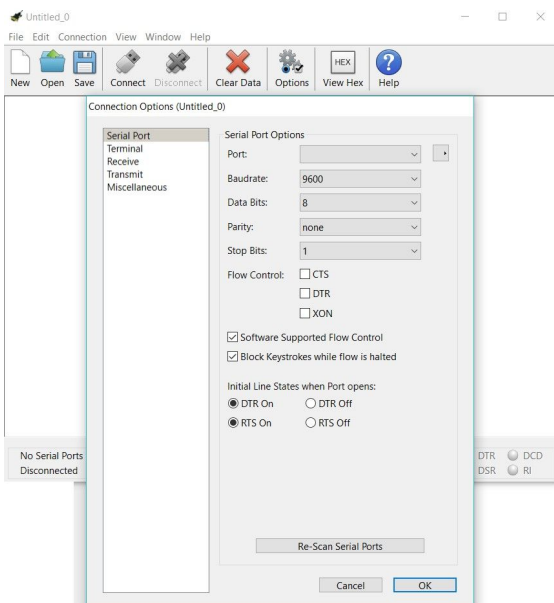 Untitled_0
File Edit Connection View Window Help
HEX
New Open Save Connect Disconnect Clear Data Options View Hex Help
Connection Options (Untitled_0)
Serial Port
Terminal
Receive
Transmit
Miscellaneous
Serial Port Options
Port:
Baudrate: 9600
Data Bits: 8
Parity: none
Stop Bits: 1
Flow Control: CTS
DTR
XON
Software Supported Flow Control
Block Keystrokes while flow is halted
Initial Line States when Port opens:
DTR On DTR Off
RTS On RTS Off
No Serial Ports DTR DCD
Disconnected DSR RI
Re-Scan Serial Ports
Cancel OK